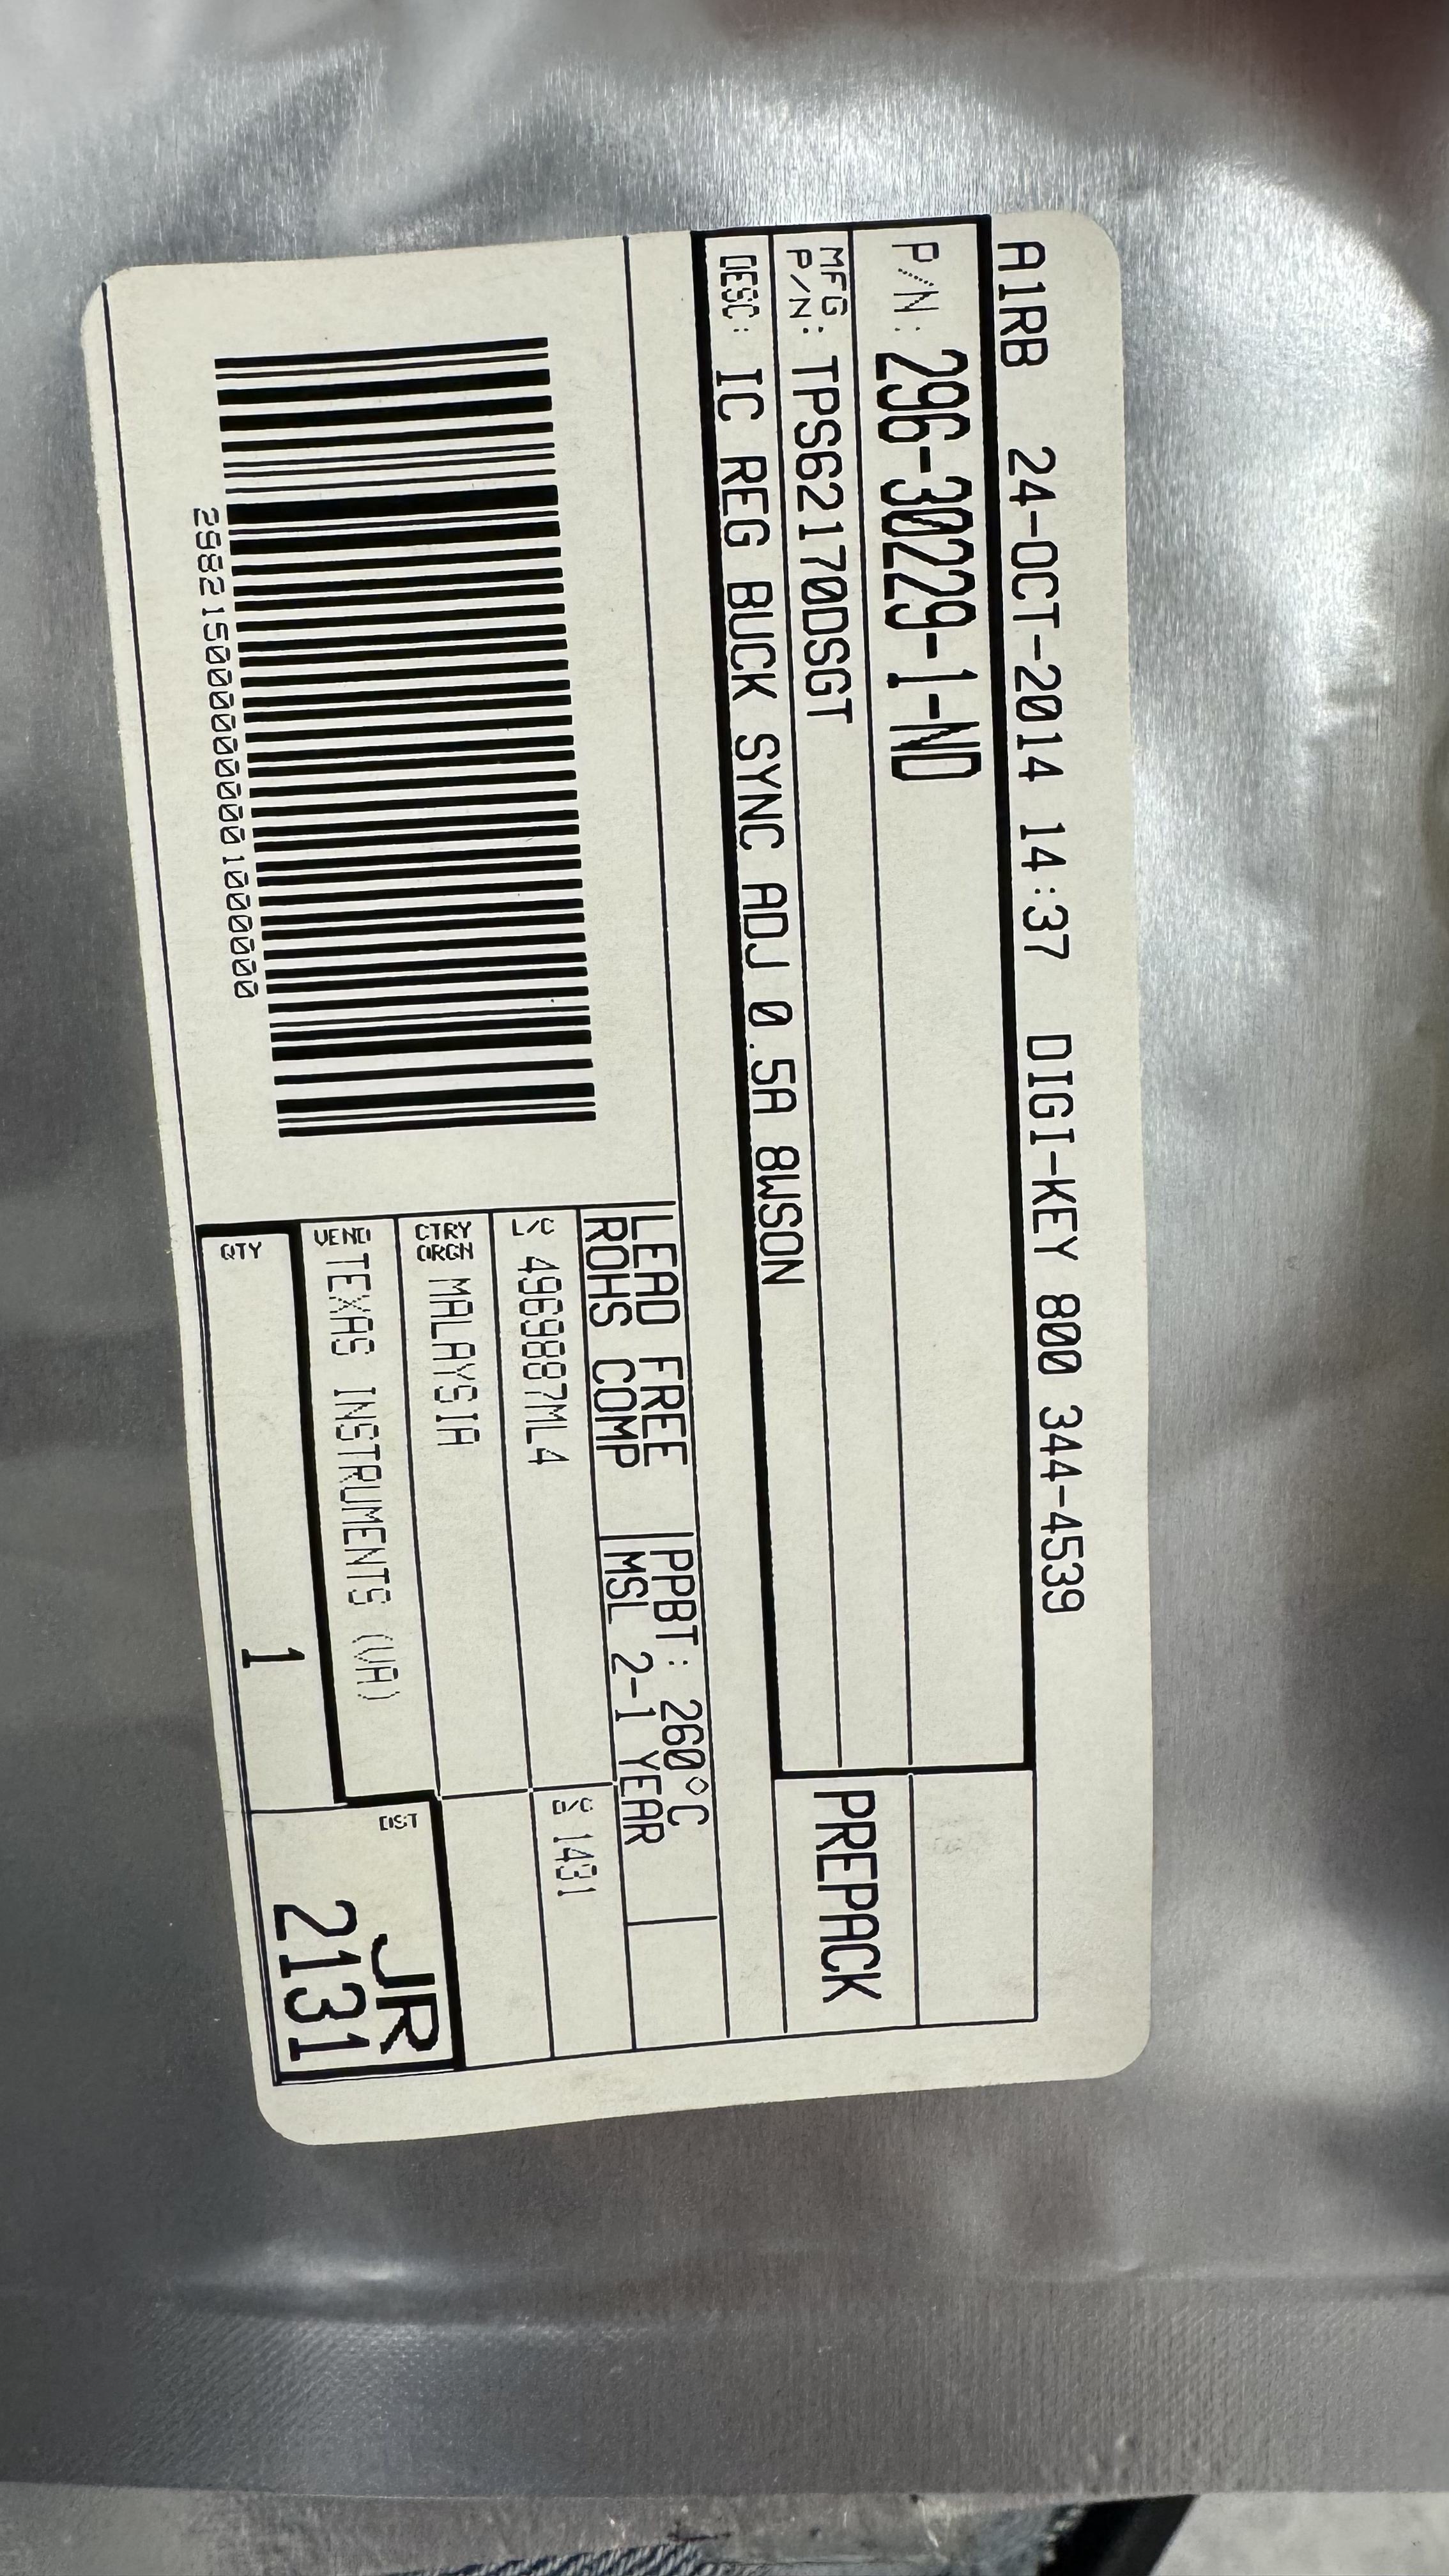 A1RB 24-OCT-2014 14:37 DIGI-KEY 800 344-4539
P/N: 296-30229-1-ND
MFG P/N: TPS62170DSGT
PREPACK
DESC: IC REG BUCK SYNC ADJ 0.5A 8WSON
LEAD FREE
ROHS COMP
PPBT: 260°C
MSL 2-1 YEAR
L/C 4969887ML4
D/C 1431
CTRY ORGN MALAYSIA
VEND TEXAS INSTRUMENTS (VA)
QTY 1
DIST JR
2131